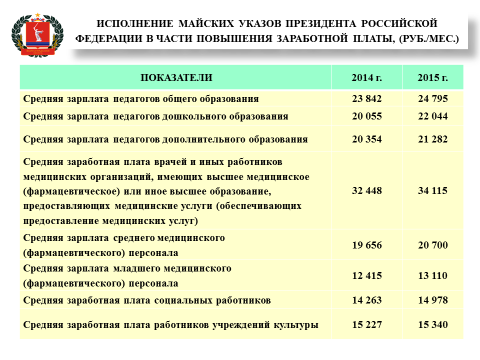 ИСПОЛНЕНИЕ МАЙСКИХ УКАЗОВ ПРЕЗИДЕНТА РОССИЙСКОЙ
ФЕДЕРАЦИИ В ЧАСТИ ПОВЫШЕНИЯ ЗАРАБОТНОЙ ПЛАТЫ, (РУБ./МЕС.)
ПОКАЗАТЕЛИ 2014 г. 2015 г.
Средняя зарплата педагогов общего образования 23 842 24 795
Средняя зарплата педагогов дошкольного образования 20 055 22 044
Средняя зарплата педагогов дополнительного образования 20 354 21 282
Средняя заработная плата врачей и иных работников
медицинских организаций, имеющих высшее медицинское
(фармацевтическое) или иное высшее образование,
предоставляющих медицинские услуги (обеспечивающих
предоставление медицинских услуг) 32 448 34 115
Средняя зарплата среднего медицинского
(фармацевтического) персонала 19 656 20 700
Средняя зарплата младшего медицинского
(фармацевтического) персонала 12 415 13 110
Средняя заработная плата социальных работников 14 263 14 978
Средняя заработная плата работников учреждений культуры 15 227 15 340